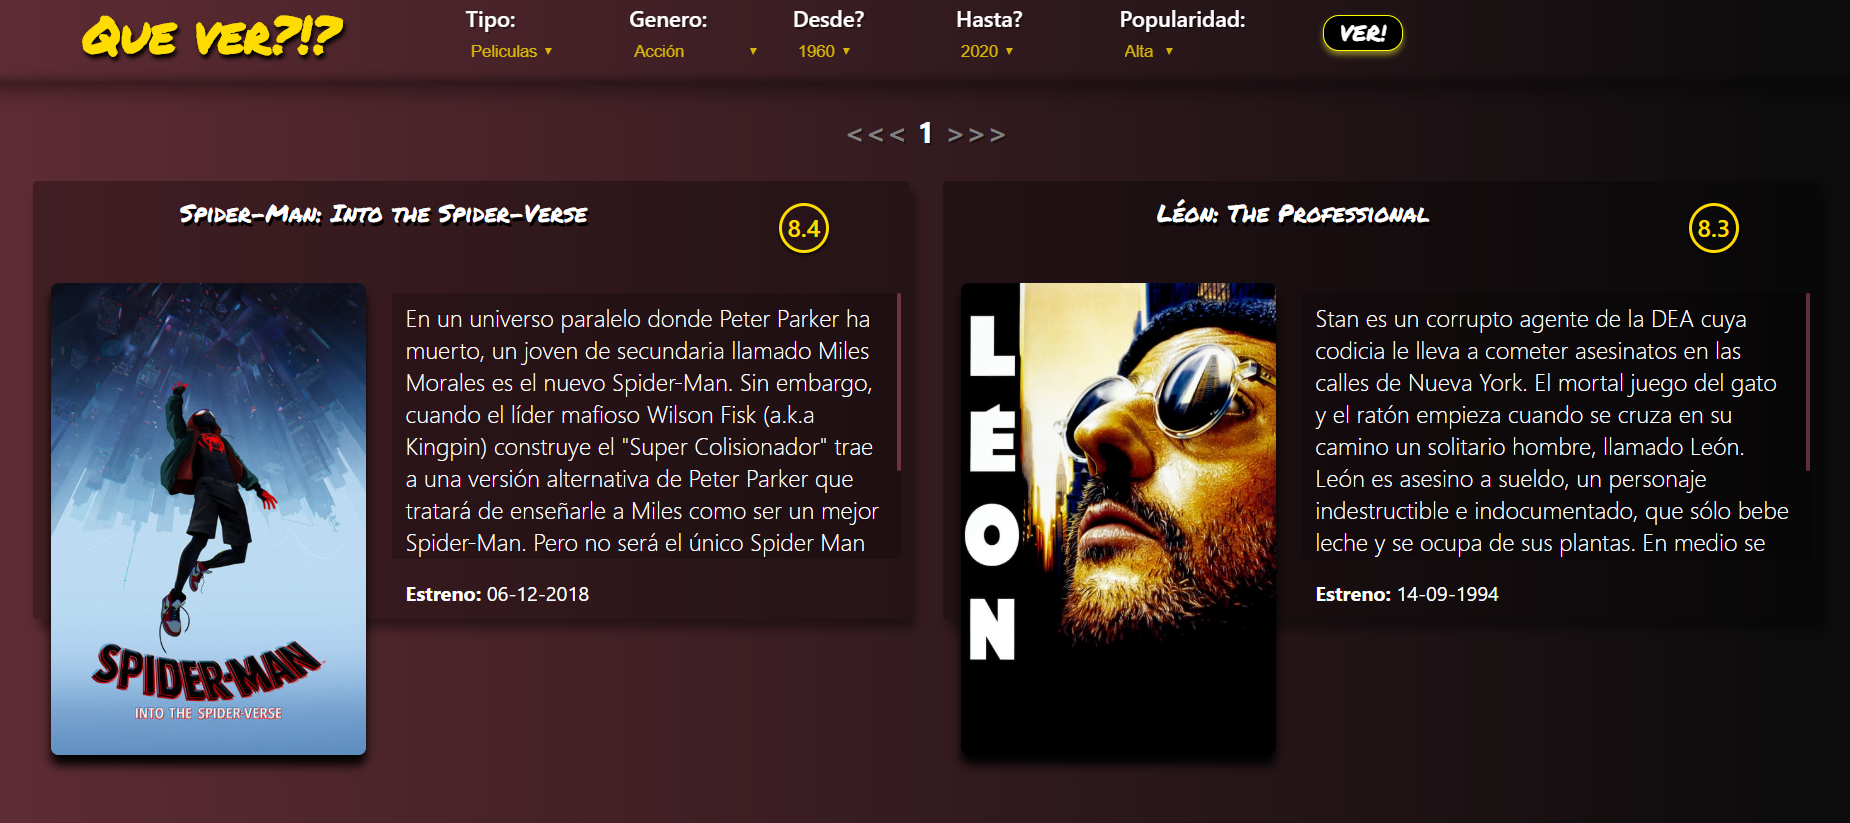 Que ver?!?
Tipo:
Peliculas ▾
Genero:
Acción ▾
Desde?
1960 ▾
Hasta?
2020 ▾
Popularidad:
Alta ▾
VER!
<<< 1 >>>
Spider-Man: Into the Spider-Verse
8.4
SPIDER-MAN
INTO THE SPIDER-VERSE
En un universo paralelo donde Peter Parker ha
muerto, un joven de secundaria llamado Miles
Morales es el nuevo Spider-Man. Sin embargo,
cuando el líder mafioso Wilson Fisk (a.k.a
Kingpin) construye el "Super Colisionador" trae
a una versión alternativa de Peter Parker que
tratará de enseñarle a Miles como ser un mejor
Spider-Man. Pero no será el único Spider Man
Estreno: 06-12-2018
Léon: The Professional
8.3
LÉON
Stan es un corrupto agente de la DEA cuya
codicia le lleva a cometer asesinatos en las
calles de Nueva York. El mortal juego del gato
y el ratón empieza cuando se cruza en su
camino un solitario hombre, llamado León.
León es asesino a sueldo, un personaje
indestructible e indocumentado, que sólo bebe
leche y se ocupa de sus plantas. En medio se
Estreno: 14-09-1994